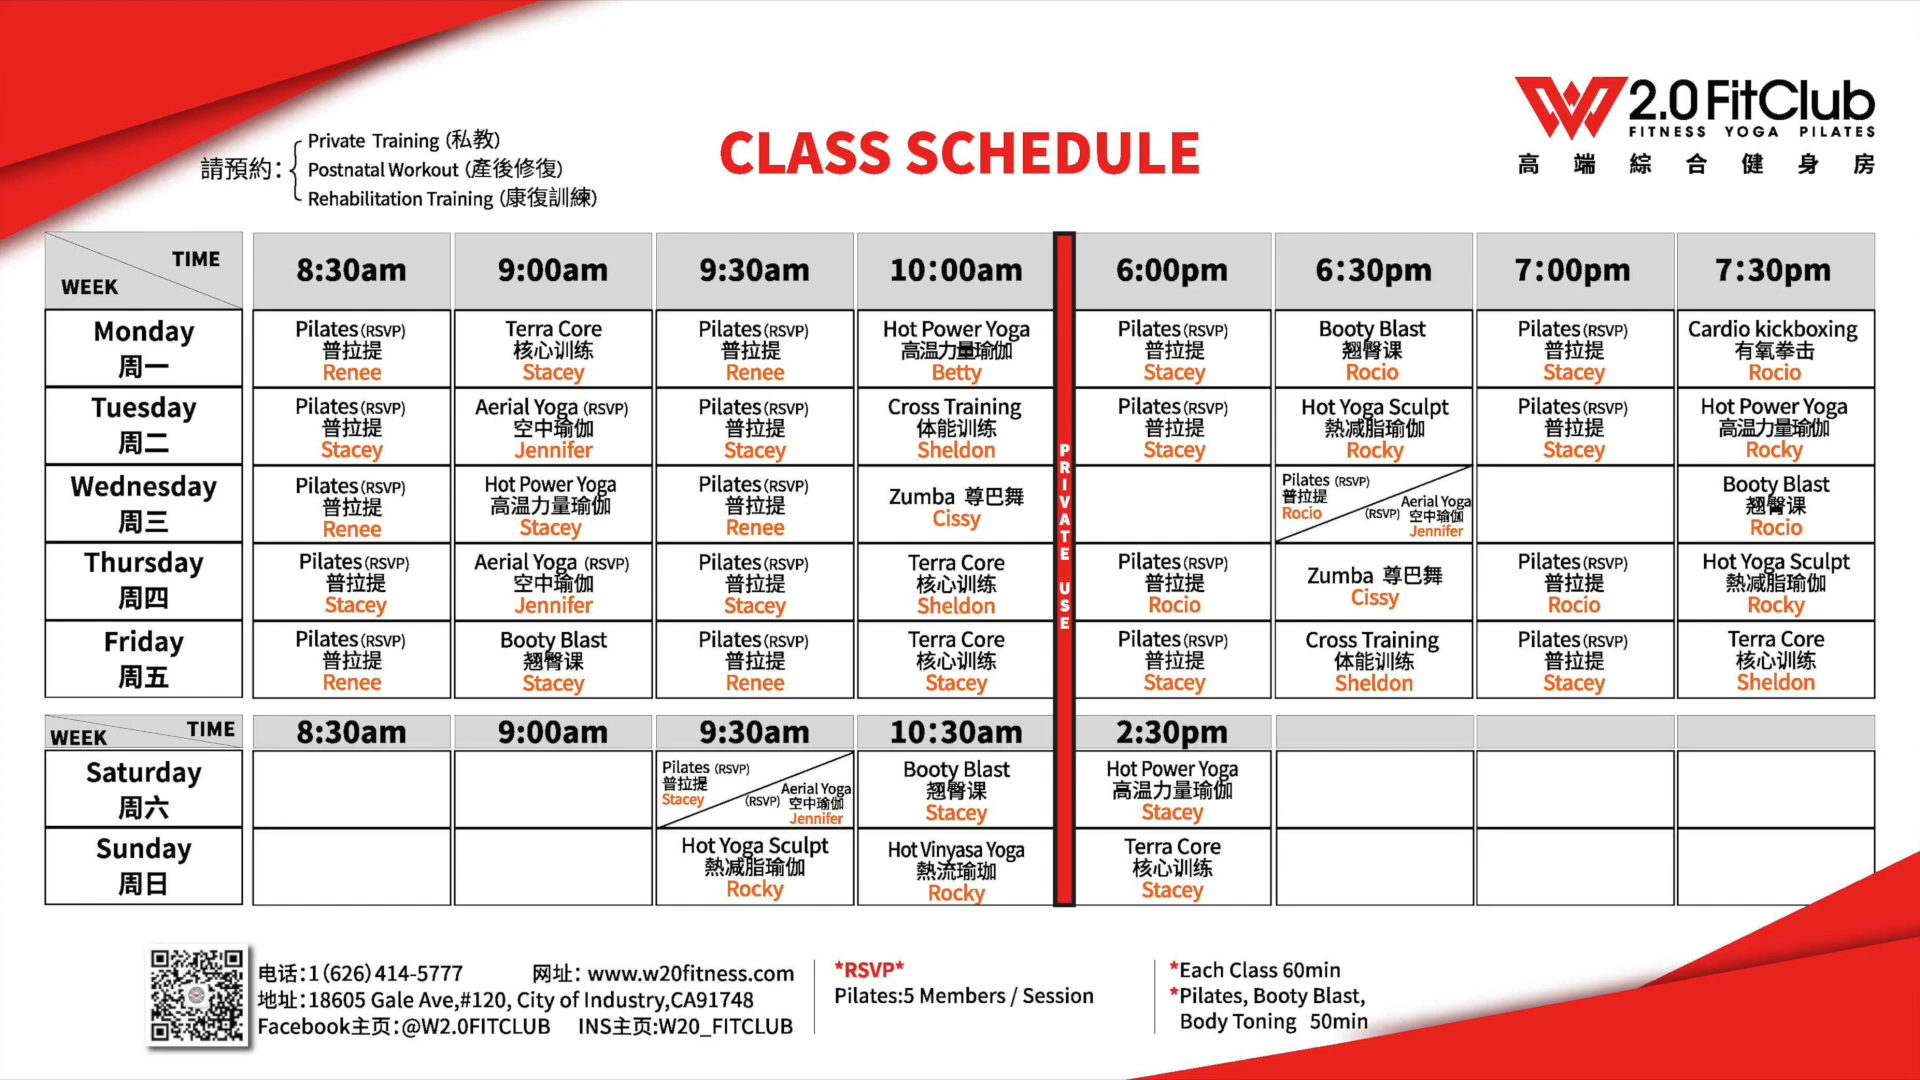 請預約:
Private Training (私教)
Postnatal Workout (產後修復)
Rehabilitation Training (康復訓練)
CLASS SCHEDULE
W 2.0 FitClub
FITNESS YOGA PILATES
高端綜合健身房
WEEK TIME 8:30am 9:00am 9:30am 10:00am 6:00pm 6:30pm 7:00pm 7:30pm
Monday Pilates(RSVP) Terra Core Pilates(RSVP) Hot Power Yoga Pilates(RSVP) Booty Blast Pilates(RSVP) Cardio kickboxing
周一 普拉提 核心训练 普拉提 高温力量瑜伽 普拉提 翘臀课 普拉提 有氧拳击
Renee Stacey Renee Betty Stacey Rocio Stacey Rocio
Tuesday Pilates(RSVP) Aerial Yoga (RSVP) Pilates(RSVP) Cross Training Pilates(RSVP) Hot Yoga Sculpt Pilates(RSVP) Hot Power Yoga
周二 普拉提 空中瑜伽 普拉提 体能训练 普拉提 熱减脂瑜伽 普拉提 高温力量瑜伽
Stacey Jennifer Stacey Sheldon Stacey Rocky Stacey Rocky
Wednesday Pilates(RSVP) Hot Power Yoga Pilates(RSVP) Zumba 尊巴舞 Pilates (RSVP) Aerial Yoga (RSVP) Booty Blast
周三 普拉提 高温力量瑜伽 普拉提 普拉提 空中瑜伽 翘臀课
Renee Stacey Renee Cissy Rocio Jennifer Rocio
Thursday Pilates(RSVP) Aerial Yoga (RSVP) Pilates(RSVP) Terra Core Pilates(RSVP) Zumba 尊巴舞 Pilates(RSVP) Hot Yoga Sculpt
周四 普拉提 空中瑜伽 普拉提 核心训练 普拉提 普拉提 熱减脂瑜伽
Stacey Jennifer Stacey Sheldon Rocio Cissy Rocio Rocky
Friday Pilates(RSVP) Booty Blast Pilates(RSVP) Terra Core Pilates(RSVP) Cross Training Pilates(RSVP) Terra Core
周五 普拉提 翘臀课 普拉提 核心训练 普拉提 体能训练 普拉提 核心训练
Renee Stacey Renee Stacey Stacey Sheldon Stacey Sheldon
PRIVATE USE
WEEK TIME 8:30am 9:00am 9:30am 10:30am 2:30pm
Saturday Pilates (RSVP) Aerial Yoga (RSVP) Booty Blast Hot Power Yoga
周六 普拉提 空中瑜伽 翘臀课 高温力量瑜伽
Stacey Jennifer Stacey Stacey
Sunday Hot Yoga Sculpt Hot Vinyasa Yoga Terra Core
周日 熱减脂瑜伽 熱流瑜珈 核心训练
Rocky Rocky Stacey
电话:1(626)414-5777 网址: www.w20fitness.com
地址:18605 Gale Ave,#120, City of Industry,CA91748
Facebook主页:@W2.0FITCLUB INS主页:W20_FITCLUB
*RSVP*
Pilates:5 Members / Session
*Each Class 60min
*Pilates, Booty Blast,
Body Toning 50min